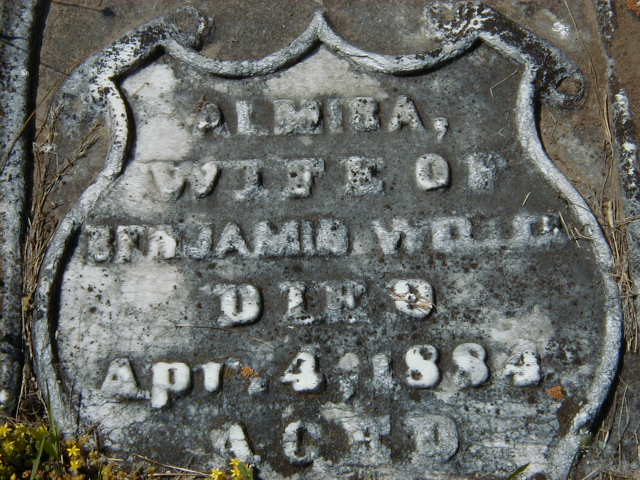 ALMIRA,
WIFE OF
BENJAMIN
DIED
Apr. 4, 1884
AGED